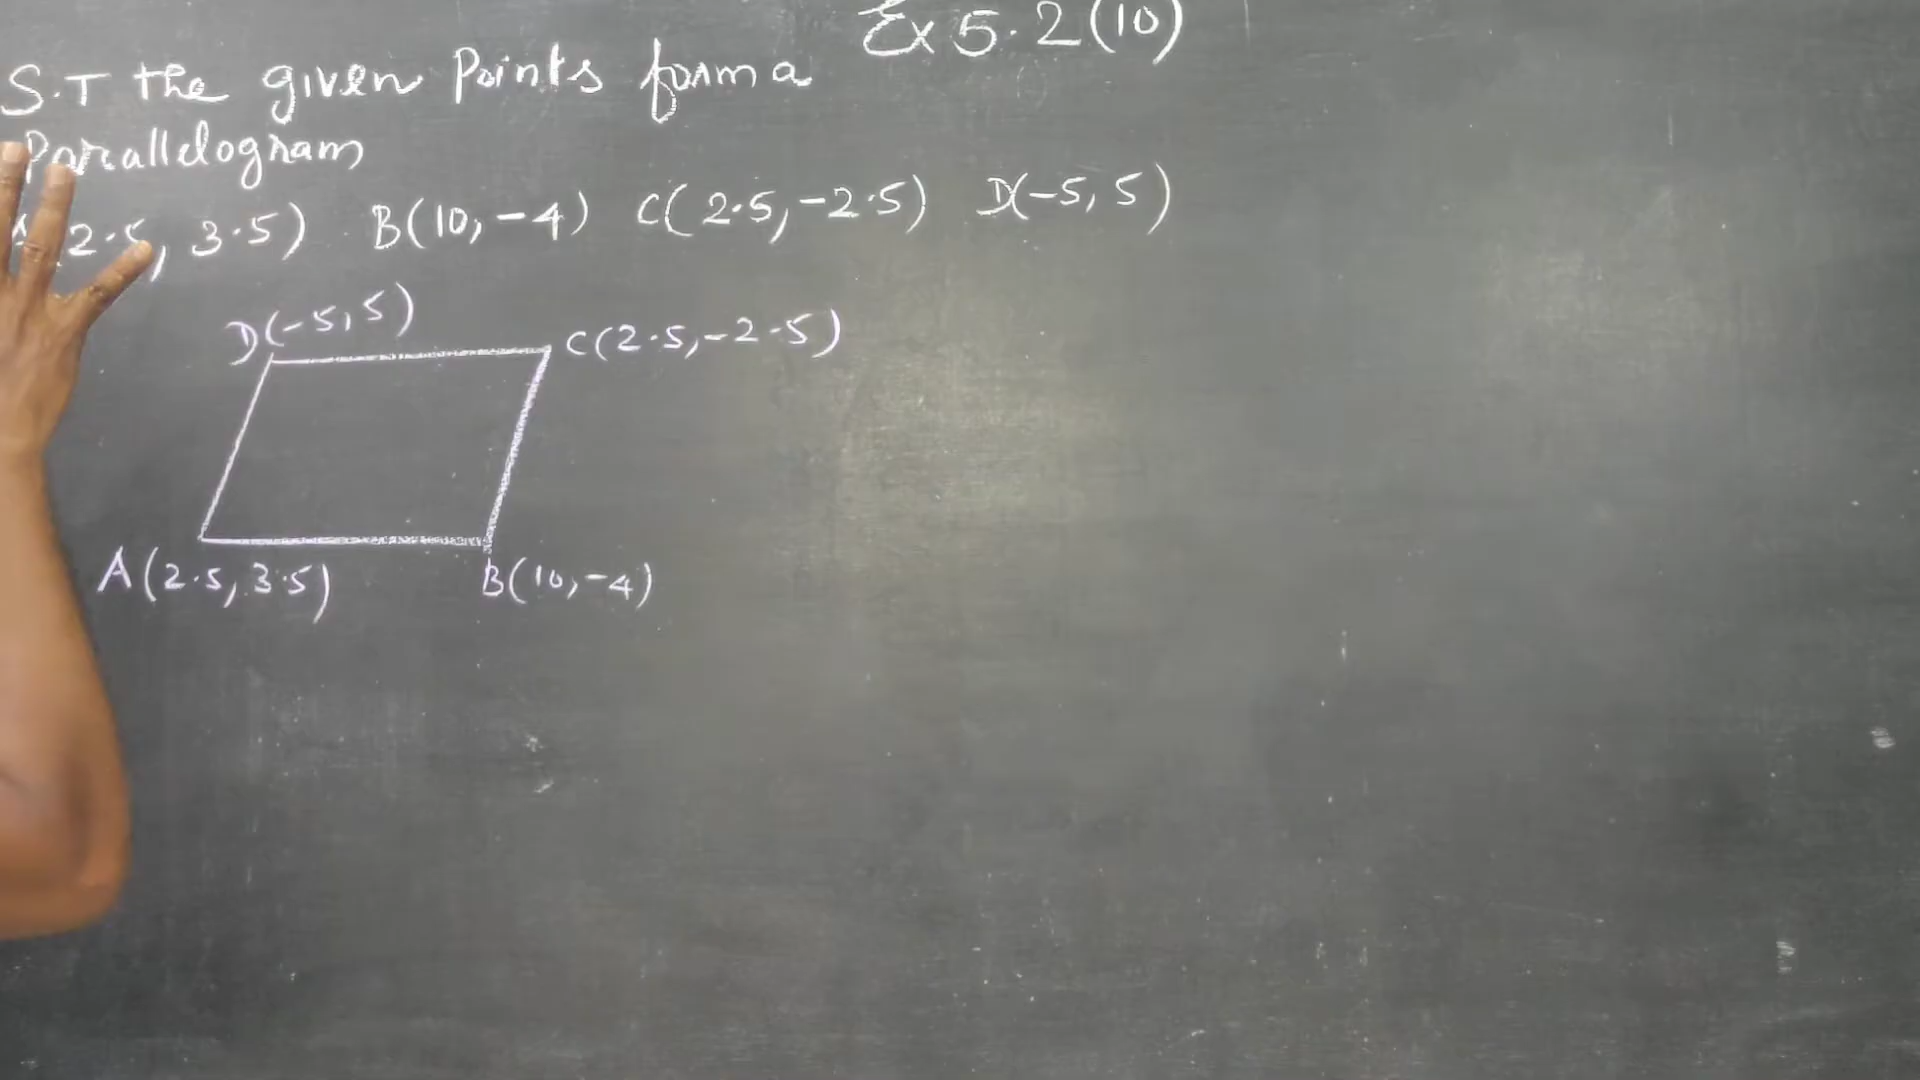 Ex 5.2(10)
S.T the given Points form a
Parallelogram
A(2.5, 3.5) B(10,-4) C(2.5,-2.5) D(-5,5)
D(-5,5)
C(2.5,-2.5)
A(2.5,3.5)
B(10,-4)